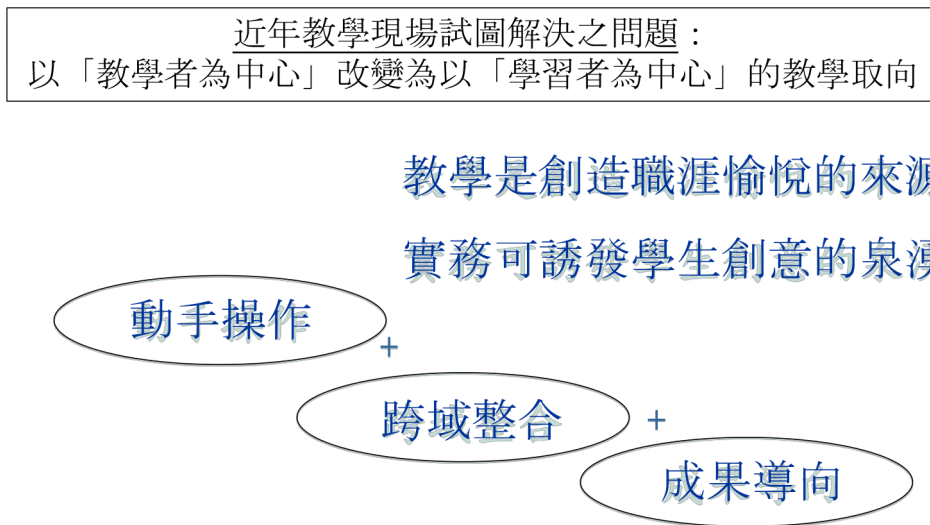 近年教學現場試圖解決之問題：
以「教學者為中心」改變為以「學習者為中心」的教學取向
教學是創造職涯愉悅的來源
實務可誘發學生創意的泉湧
動手操作
+
跨域整合
+
成果導向